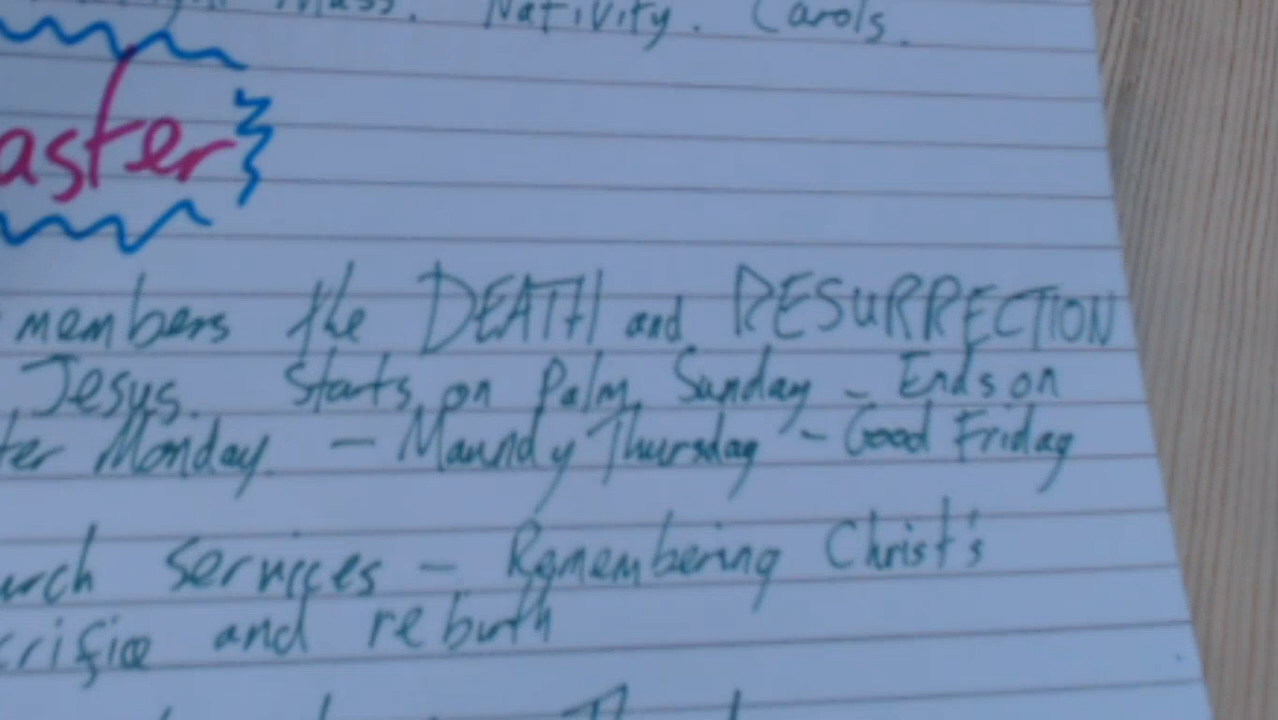 Mass. Nativity. Carols.
aster
members the DEATH and RESURRECTION
Jesus. Starts on Palm Sunday - Ends on
ter Monday. - Maundy Thursday - Good Friday
urch services - Remembering Christ's
crifice and rebirth